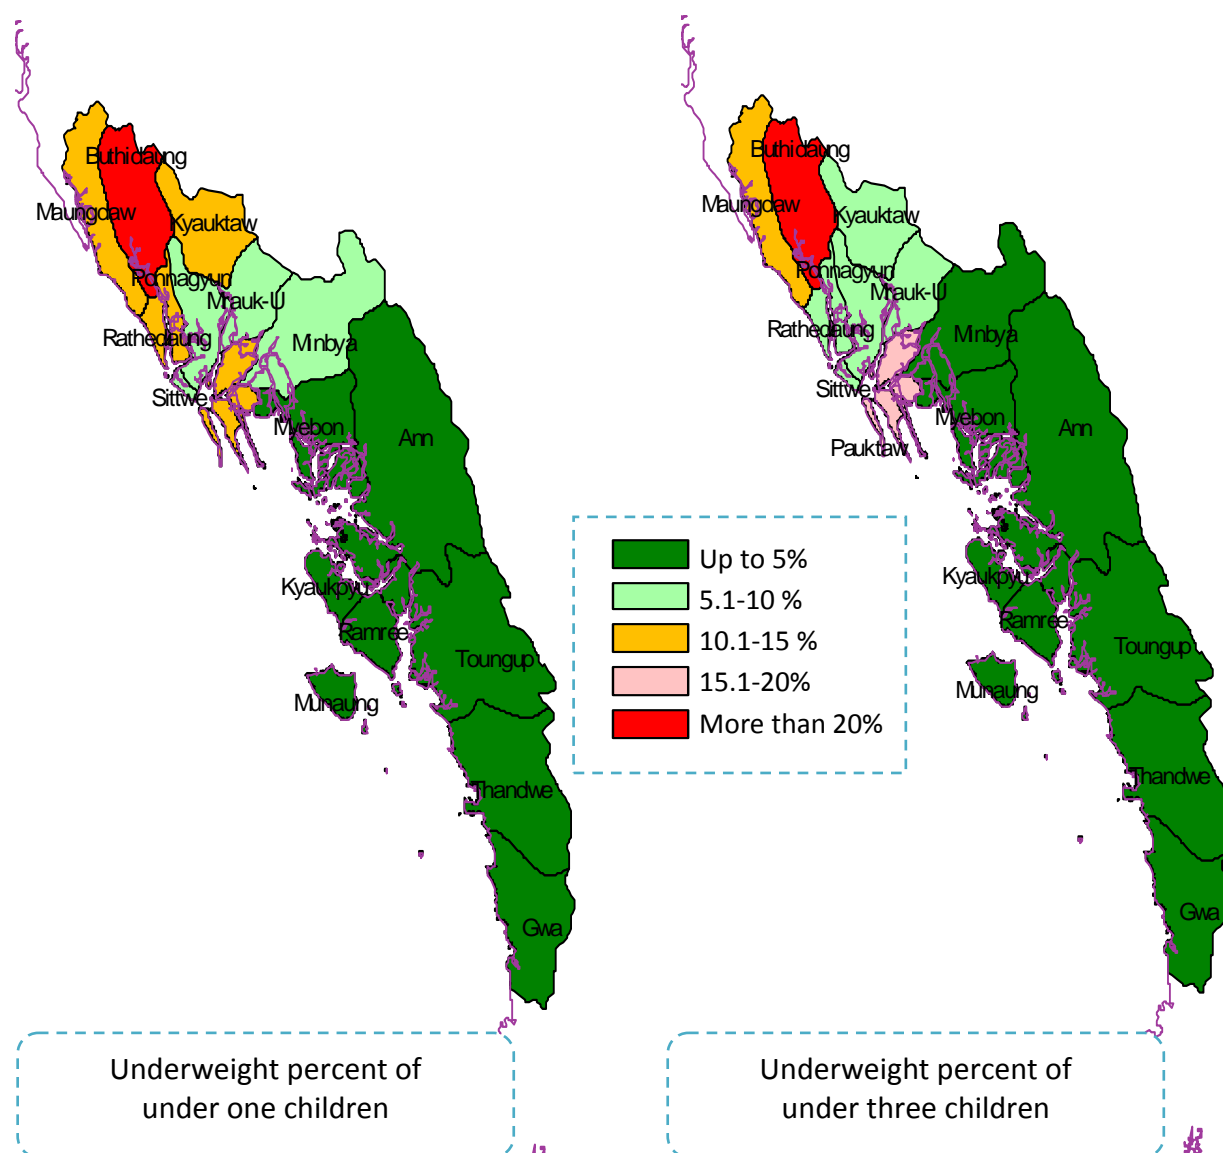 Buthidaung
Maungdaw
Kyauktaw
Ponnagyun
Mrauk-U
Rathedaung
Minbya
Sittwe
Myebon
Ann
Kyaukpyu
Ramree
Toungup
Munaung
Thandwe
Gwa
Underweight percent of
under one children
Up to 5%
5.1-10 %
10.1-15 %
15.1-20%
More than 20%
Buthidaung
Maungdaw
Kyauktaw
Ponnagyun
Mrauk-U
Rathedaung
Minbya
Sittwe
Myebon
Ann
Pauktaw
Kyaukpyu
Ramree
Toungup
Munaung
Thandwe
Gwa
Underweight percent of
under three children